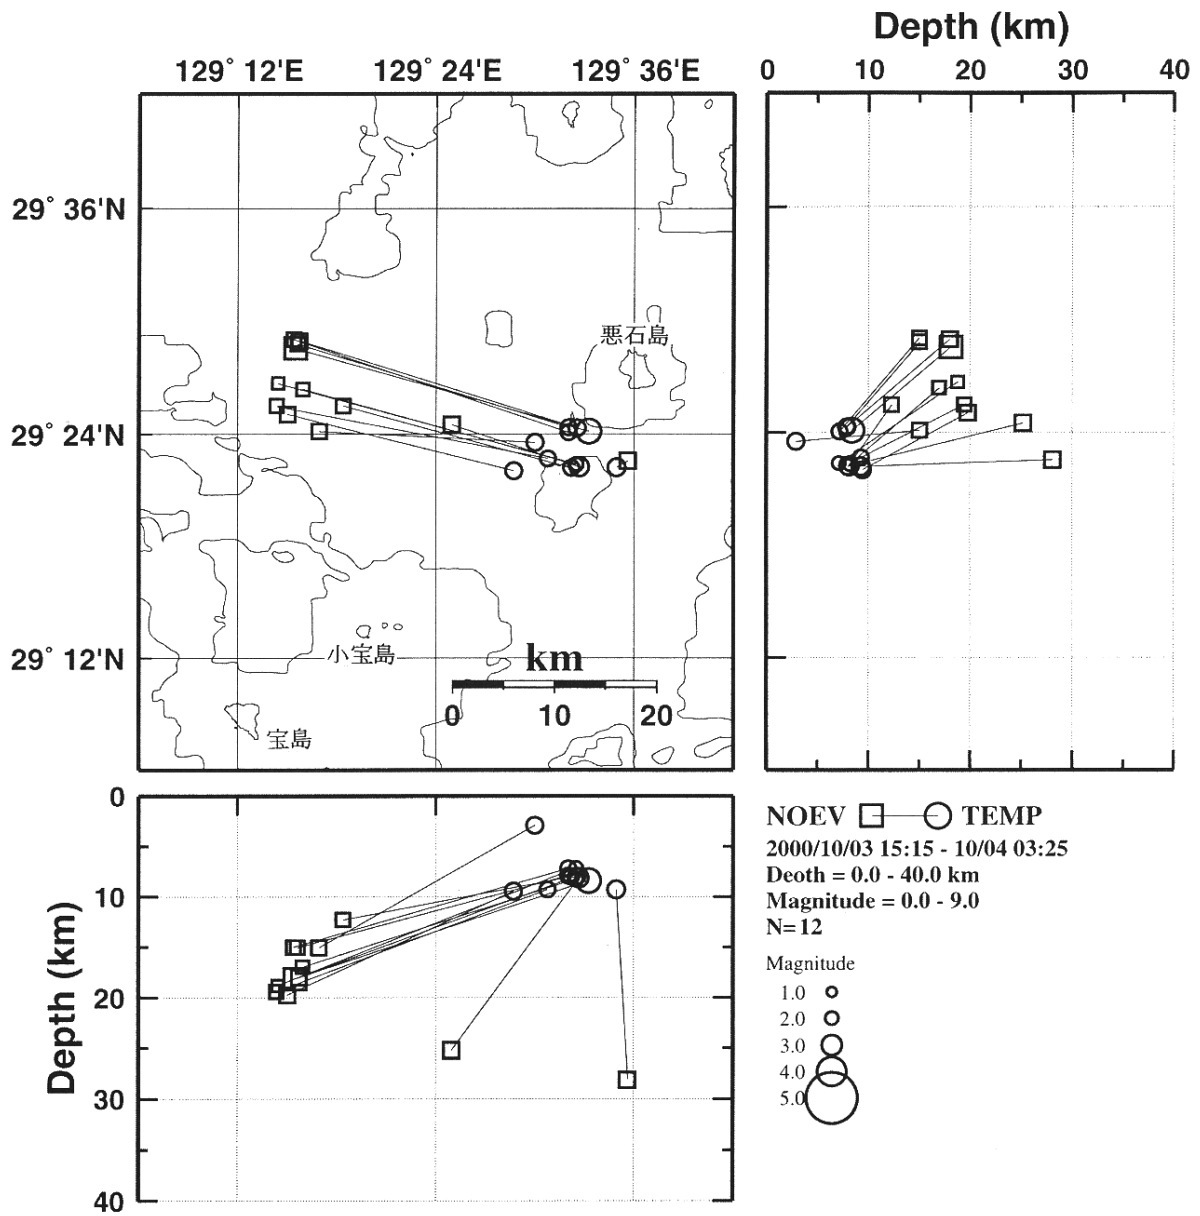 Depth (km)
129° 12'E 129° 24'E 129° 36'E
0 10 20 30 40
29° 36'N
悪石島
29° 24'N
29° 12'N
小宝島
km
0 10 20
宝島
0
10
20
30
40
Depth (km)
NOEV TEMP
2000/10/03 15:15 - 10/04 03:25
Deoth = 0.0 - 40.0 km
Magnitude = 0.0 - 9.0
N= 12
Magnitude
1.0
2.0
3.0
4.0
5.0